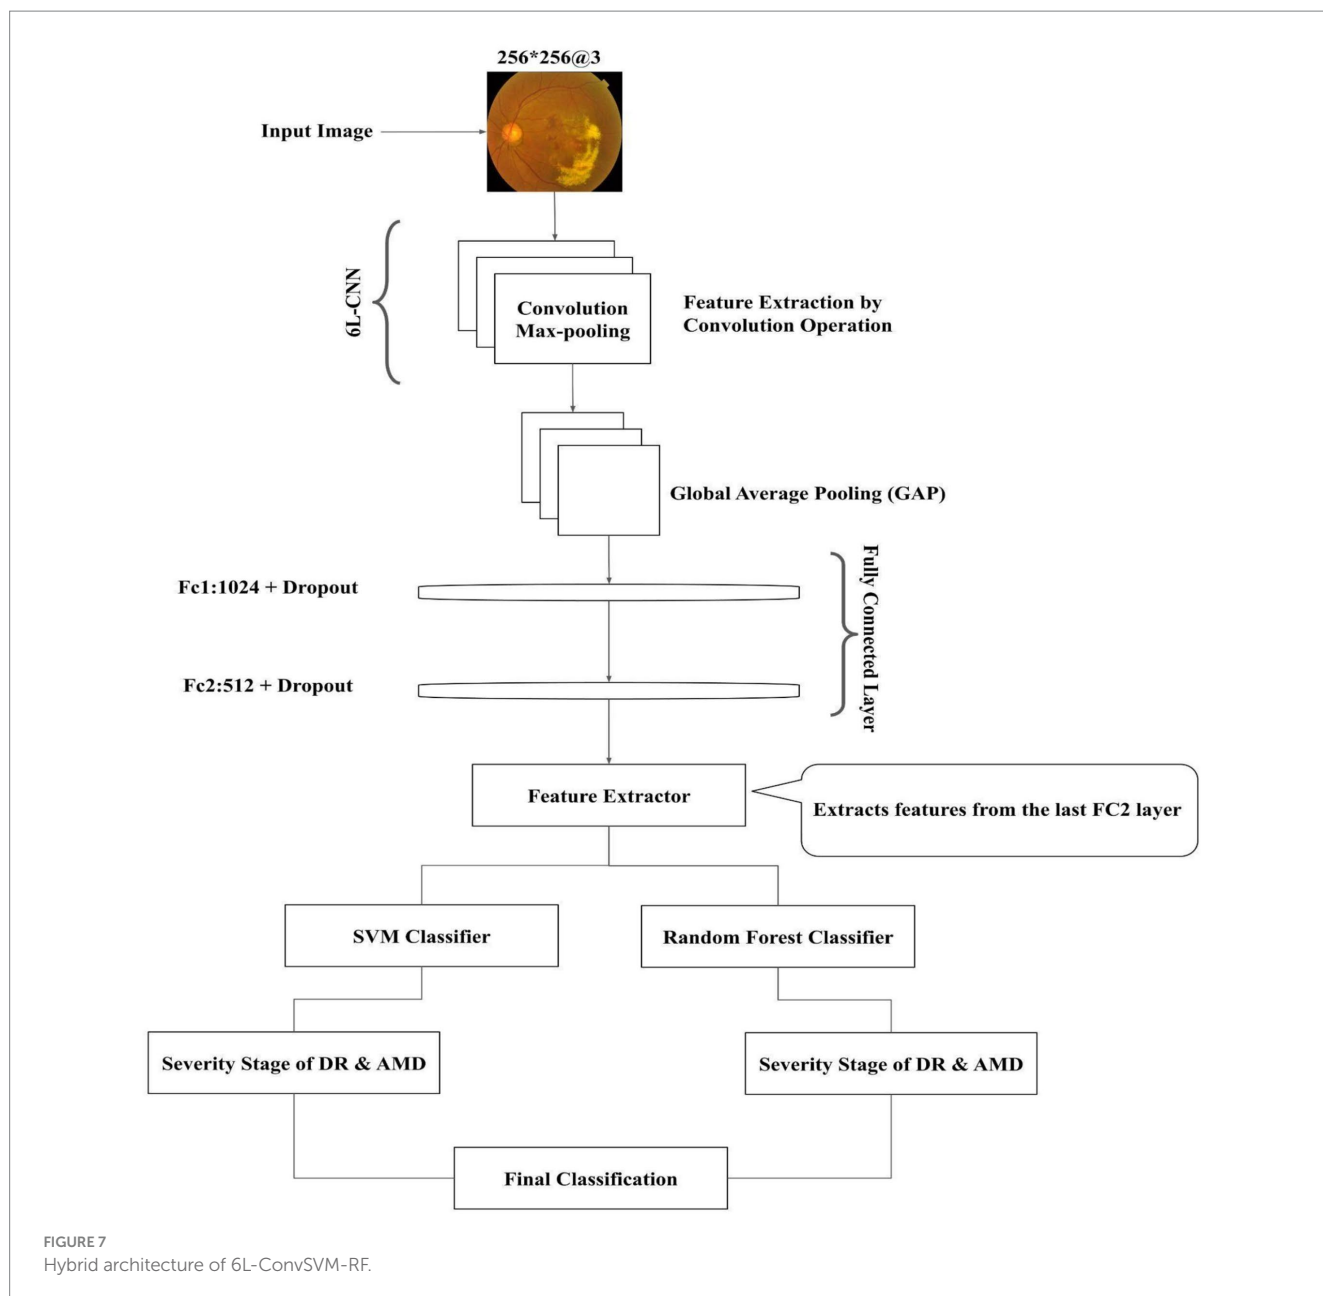 256*256@3
Input Image
6L-CNN
Convolution
Max-pooling
Feature Extraction by
Convolution Operation
Global Average Pooling (GAP)
Fc1:1024 + Dropout
Fully Connected Layer
Fc2:512 + Dropout
Feature Extractor
Extracts features from the last FC2 layer
SVM Classifier
Random Forest Classifier
Severity Stage of DR & AMD
Severity Stage of DR & AMD
Final Classification
FIGURE 7
Hybrid architecture of 6L-ConvSVM-RF.